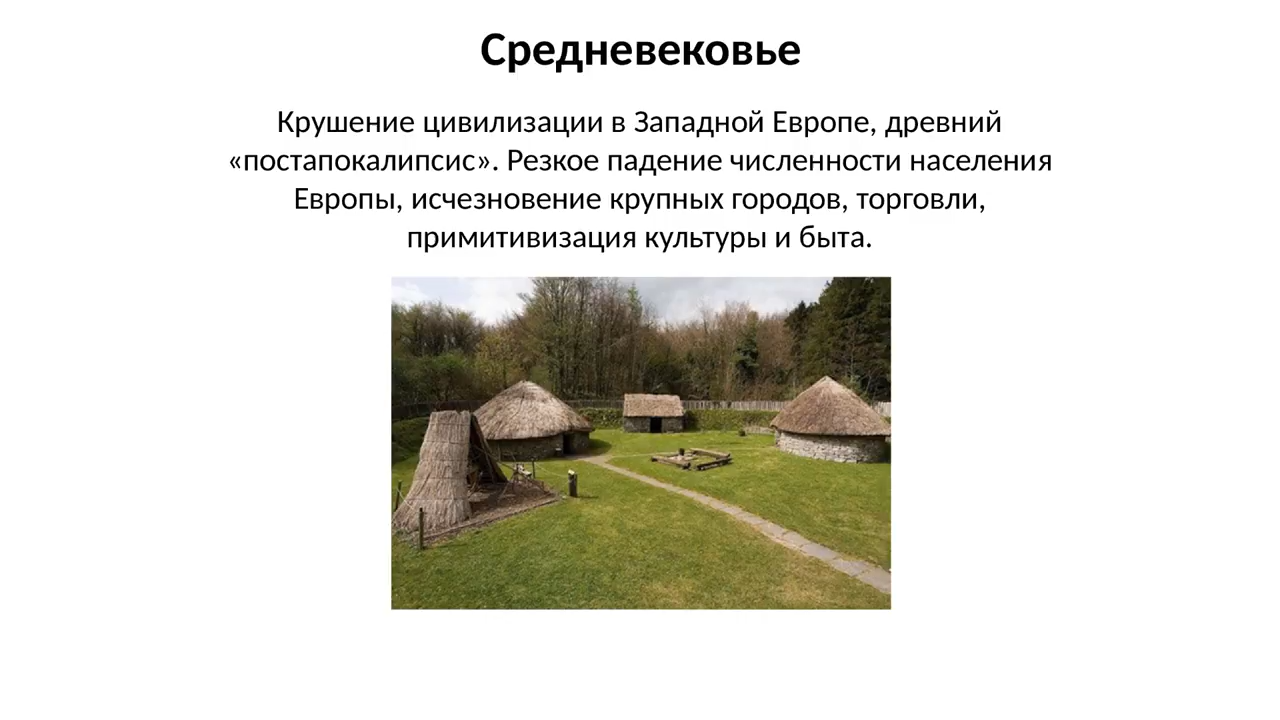 Средневековье
Крушение цивилизации в Западной Европе, древний
«постапокалипсис». Резкое падение численности населения
Европы, исчезновение крупных городов, торговли,
примитивизация культуры и быта.